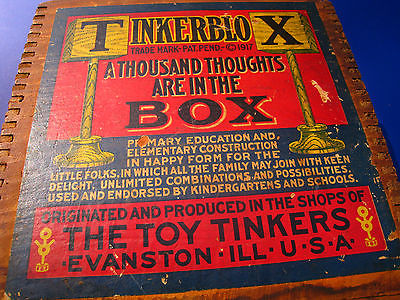 TINKERBLOX
TRADE MARK-PAT. PEND.-© 1917
A THOUSAND THOUGHTS
ARE IN THE
BOX
PRIMARY EDUCATION AND,
ELEMENTARY CONSTRUCTION
IN HAPPY FORM FOR THE
LITTLE FOLKS. IN WHICH ALL THE FAMILY MAY JOIN WITH KEEN
DELIGHT. UNLIMITED COMBINATIONS AND POSSIBILITIES.
USED AND ENDORSED BY KINDERGARTENS AND SCHOOLS.
ORIGINATED AND PRODUCED IN THE SHOPS OF
THE TOY TINKERS
·EVANSTON·ILL·U·S·A·